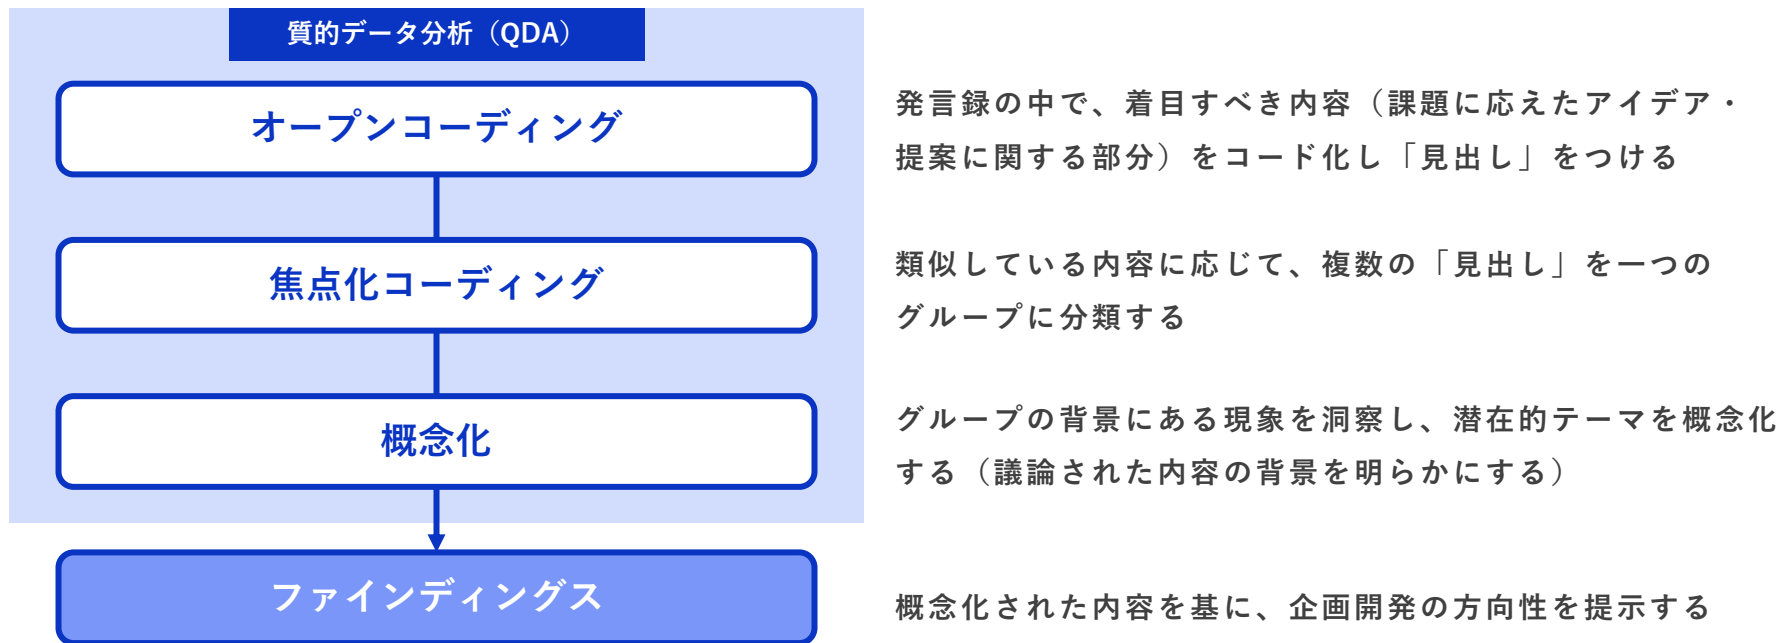 質的データ分析（QDA）
オープンコーディング
発言録の中で、着目すべき内容（課題に応えたアイデア・
提案に関する部分）をコード化し「見出し」をつける
焦点化コーディング
類似している内容に応じて、複数の「見出し」を一つの
グループに分類する
概念化
グループの背景にある現象を洞察し、潜在的テーマを概念化
する（議論された内容の背景を明らかにする）
ファインディングス
概念化された内容を基に、企画開発の方向性を提示する